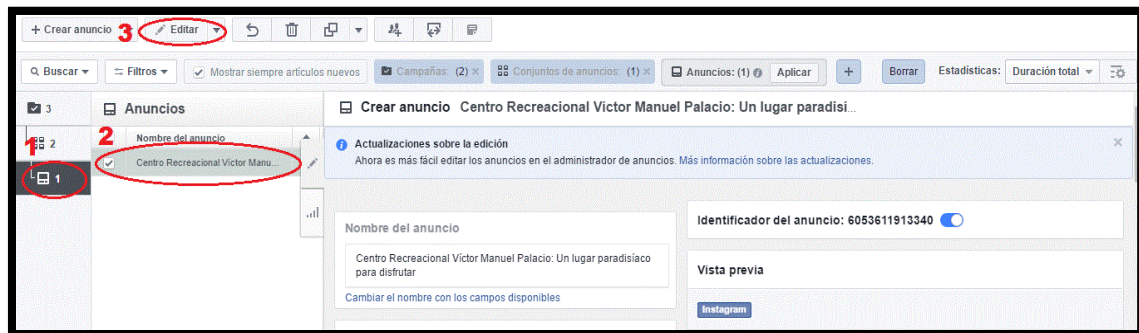 + Crear anuncio
3
Editar
Buscar
Filtros
Mostrar siempre artículos nuevos
Campañas: (2) ×
Conjuntos de anuncios: (1) ×
Anuncios: (1)
Aplicar
+
Borrar
Estadísticas:
Duración total
3
Anuncios
Crear anuncio Centro Recreacional Victor Manuel Palacio: Un lugar paradisi...
1
2
2
Nombre del anuncio
Centro Recreacional Víctor Manu...
1
Actualizaciones sobre la edición
Ahora es más fácil editar los anuncios en el administrador de anuncios. Más información sobre las actualizaciones.
×
Nombre del anuncio
Centro Recreacional Víctor Manuel Palacio: Un lugar paradisíaco
para disfrutar
Cambiar el nombre con los campos disponibles
Identificador del anuncio: 6053611913340
Vista previa
Instagram